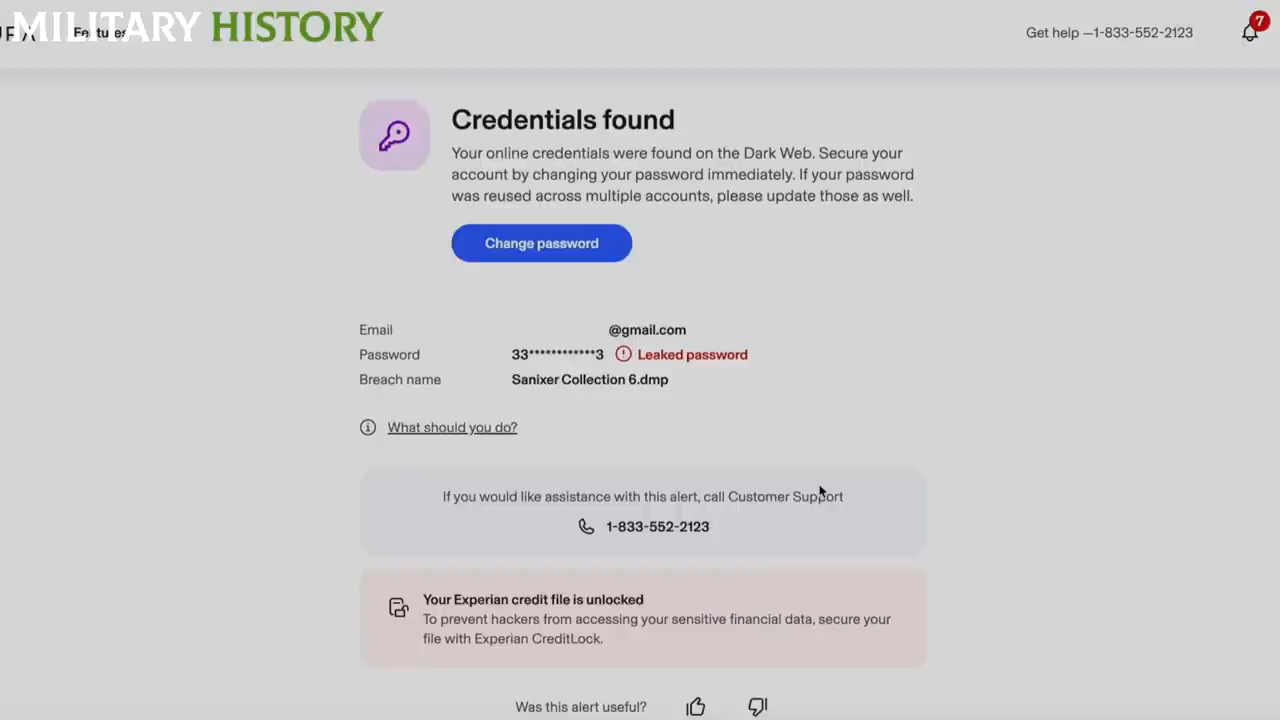 MILITARY HISTORY
Features
Get help —1-833-552-2123
7
Credentials found
Your online credentials were found on the Dark Web. Secure your
account by changing your password immediately. If your password
was reused across multiple accounts, please update those as well.
Change password
Email @gmail.com
Password 33************3 Leaked password
Breach name Sanixer Collection 6.dmp
What should you do?
If you would like assistance with this alert, call Customer Support
1-833-552-2123
Your Experian credit file is unlocked
To prevent hackers from accessing your sensitive financial data, secure your
file with Experian CreditLock.
Was this alert useful?